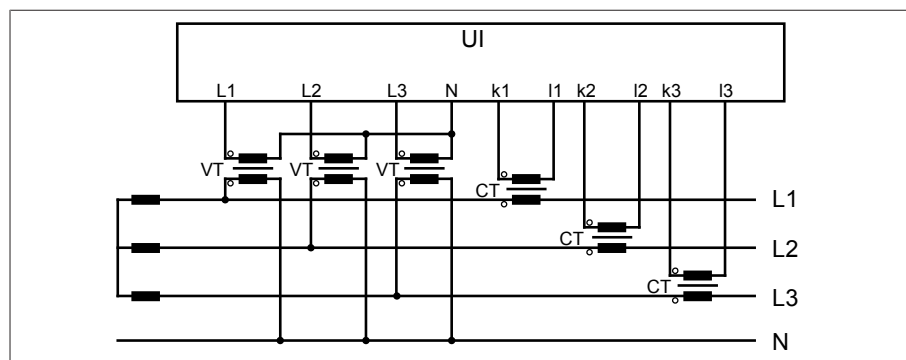 UI
L1 L2 L3 N k1 l1 k2 l2 k3 l3
VT VT VT
CT L1
CT L2
CT L3
N